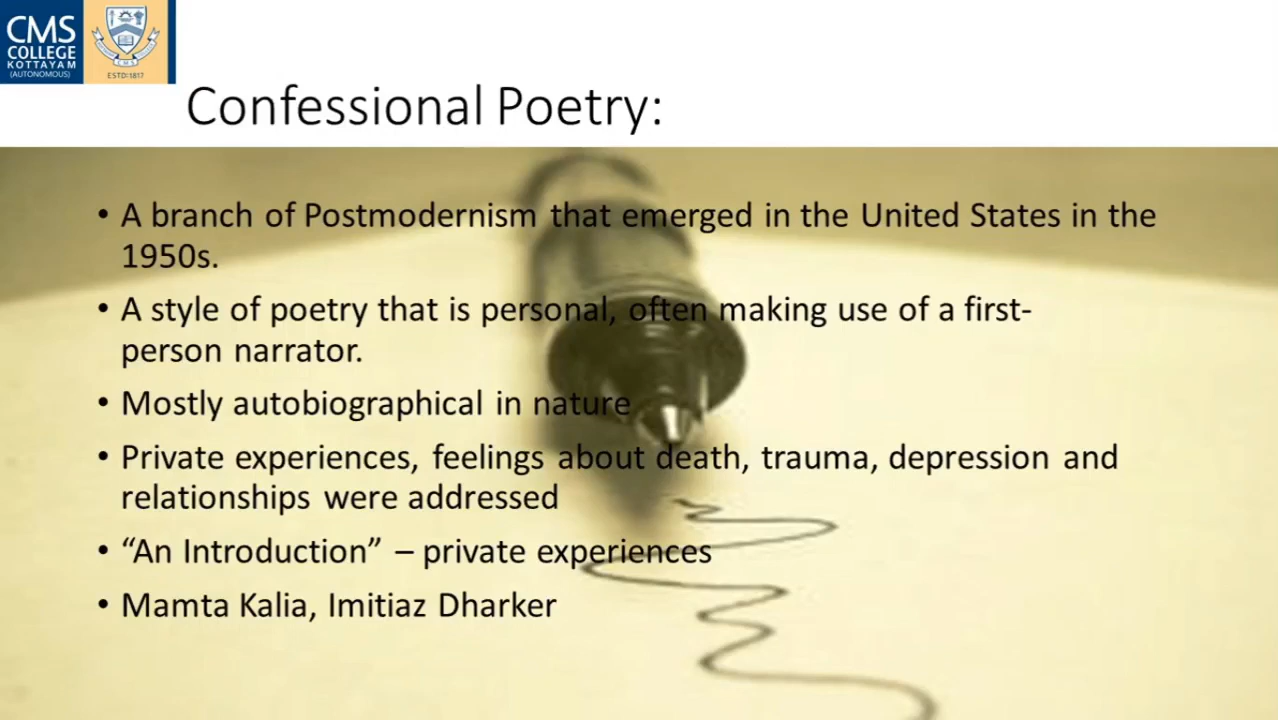 CMS
COLLEGE
KOTTAYAM
(AUTONOMOUS)
ESTD:1817
Confessional Poetry:
• A branch of Postmodernism that emerged in the United States in the
1950s.
• A style of poetry that is personal, often making use of a first-
person narrator.
• Mostly autobiographical in nature
• Private experiences, feelings about death, trauma, depression and
relationships were addressed
• “An Introduction” – private experiences
• Mamta Kalia, Imitiaz Dharker